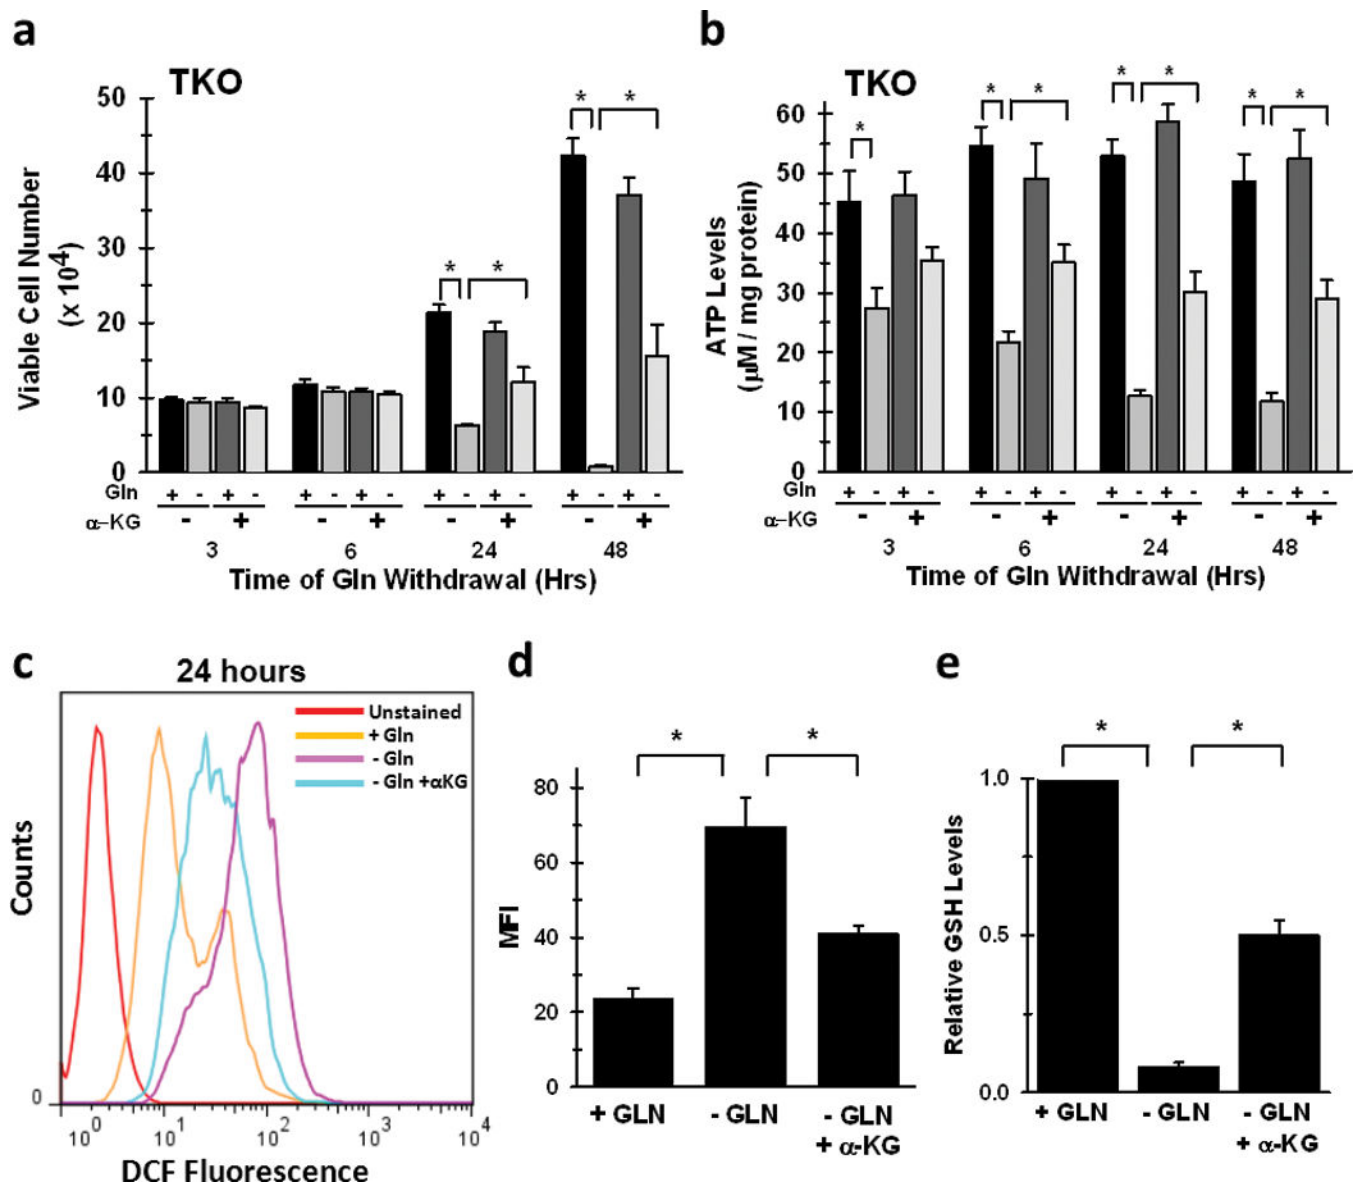 a
TKO
50
40
30
20
10
0
Viable Cell Number
(x 10⁴)
* * * *
Gln + - + - + - + - + - + - + - + -
α-KG - + - + - + - +
3 6 24 48
Time of Gln Withdrawal (Hrs)
b
TKO
60
50
40
30
20
10
0
ATP Levels
(μM / mg protein)
* * * * * * *
Gln + - + - + - + - + - + - + - + -
α-KG - + - + - + - +
3 6 24 48
Time of Gln Withdrawal (Hrs)
c
24 hours
Unstained
+ Gln
- Gln
- Gln +αKG
Counts
0
10⁰ 10¹ 10² 10³ 10⁴
DCF Fluorescence
d
* *
80
60
40
20
0
MFI
+ GLN - GLN - GLN
+ α-KG
e
* *
1.0
0.5
0.0
Relative GSH Levels
+ GLN - GLN - GLN
+ α-KG